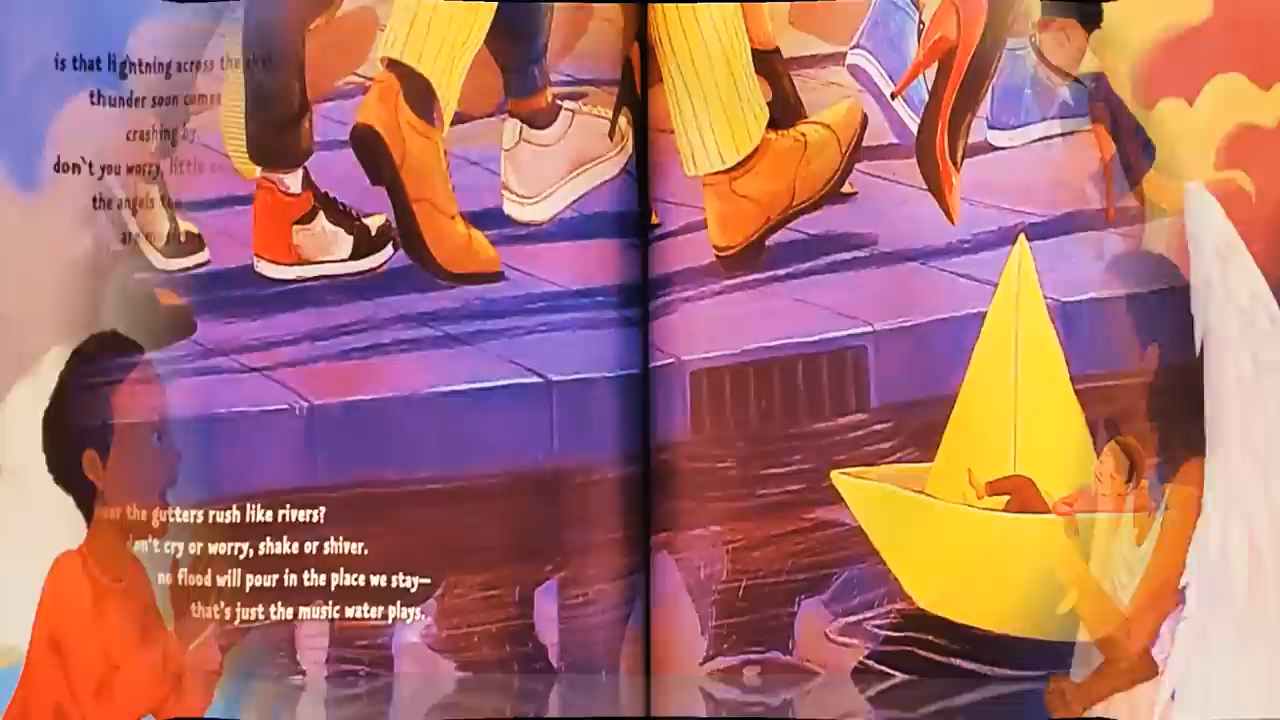 is that lightning across the sky
thunder soon comes
crashing by.
don't you worry, little
the angels
are
the gutters rush like rivers?
don't cry or worry, shake or shiver.
no flood will pour in the place we stay—
that's just the music water plays.